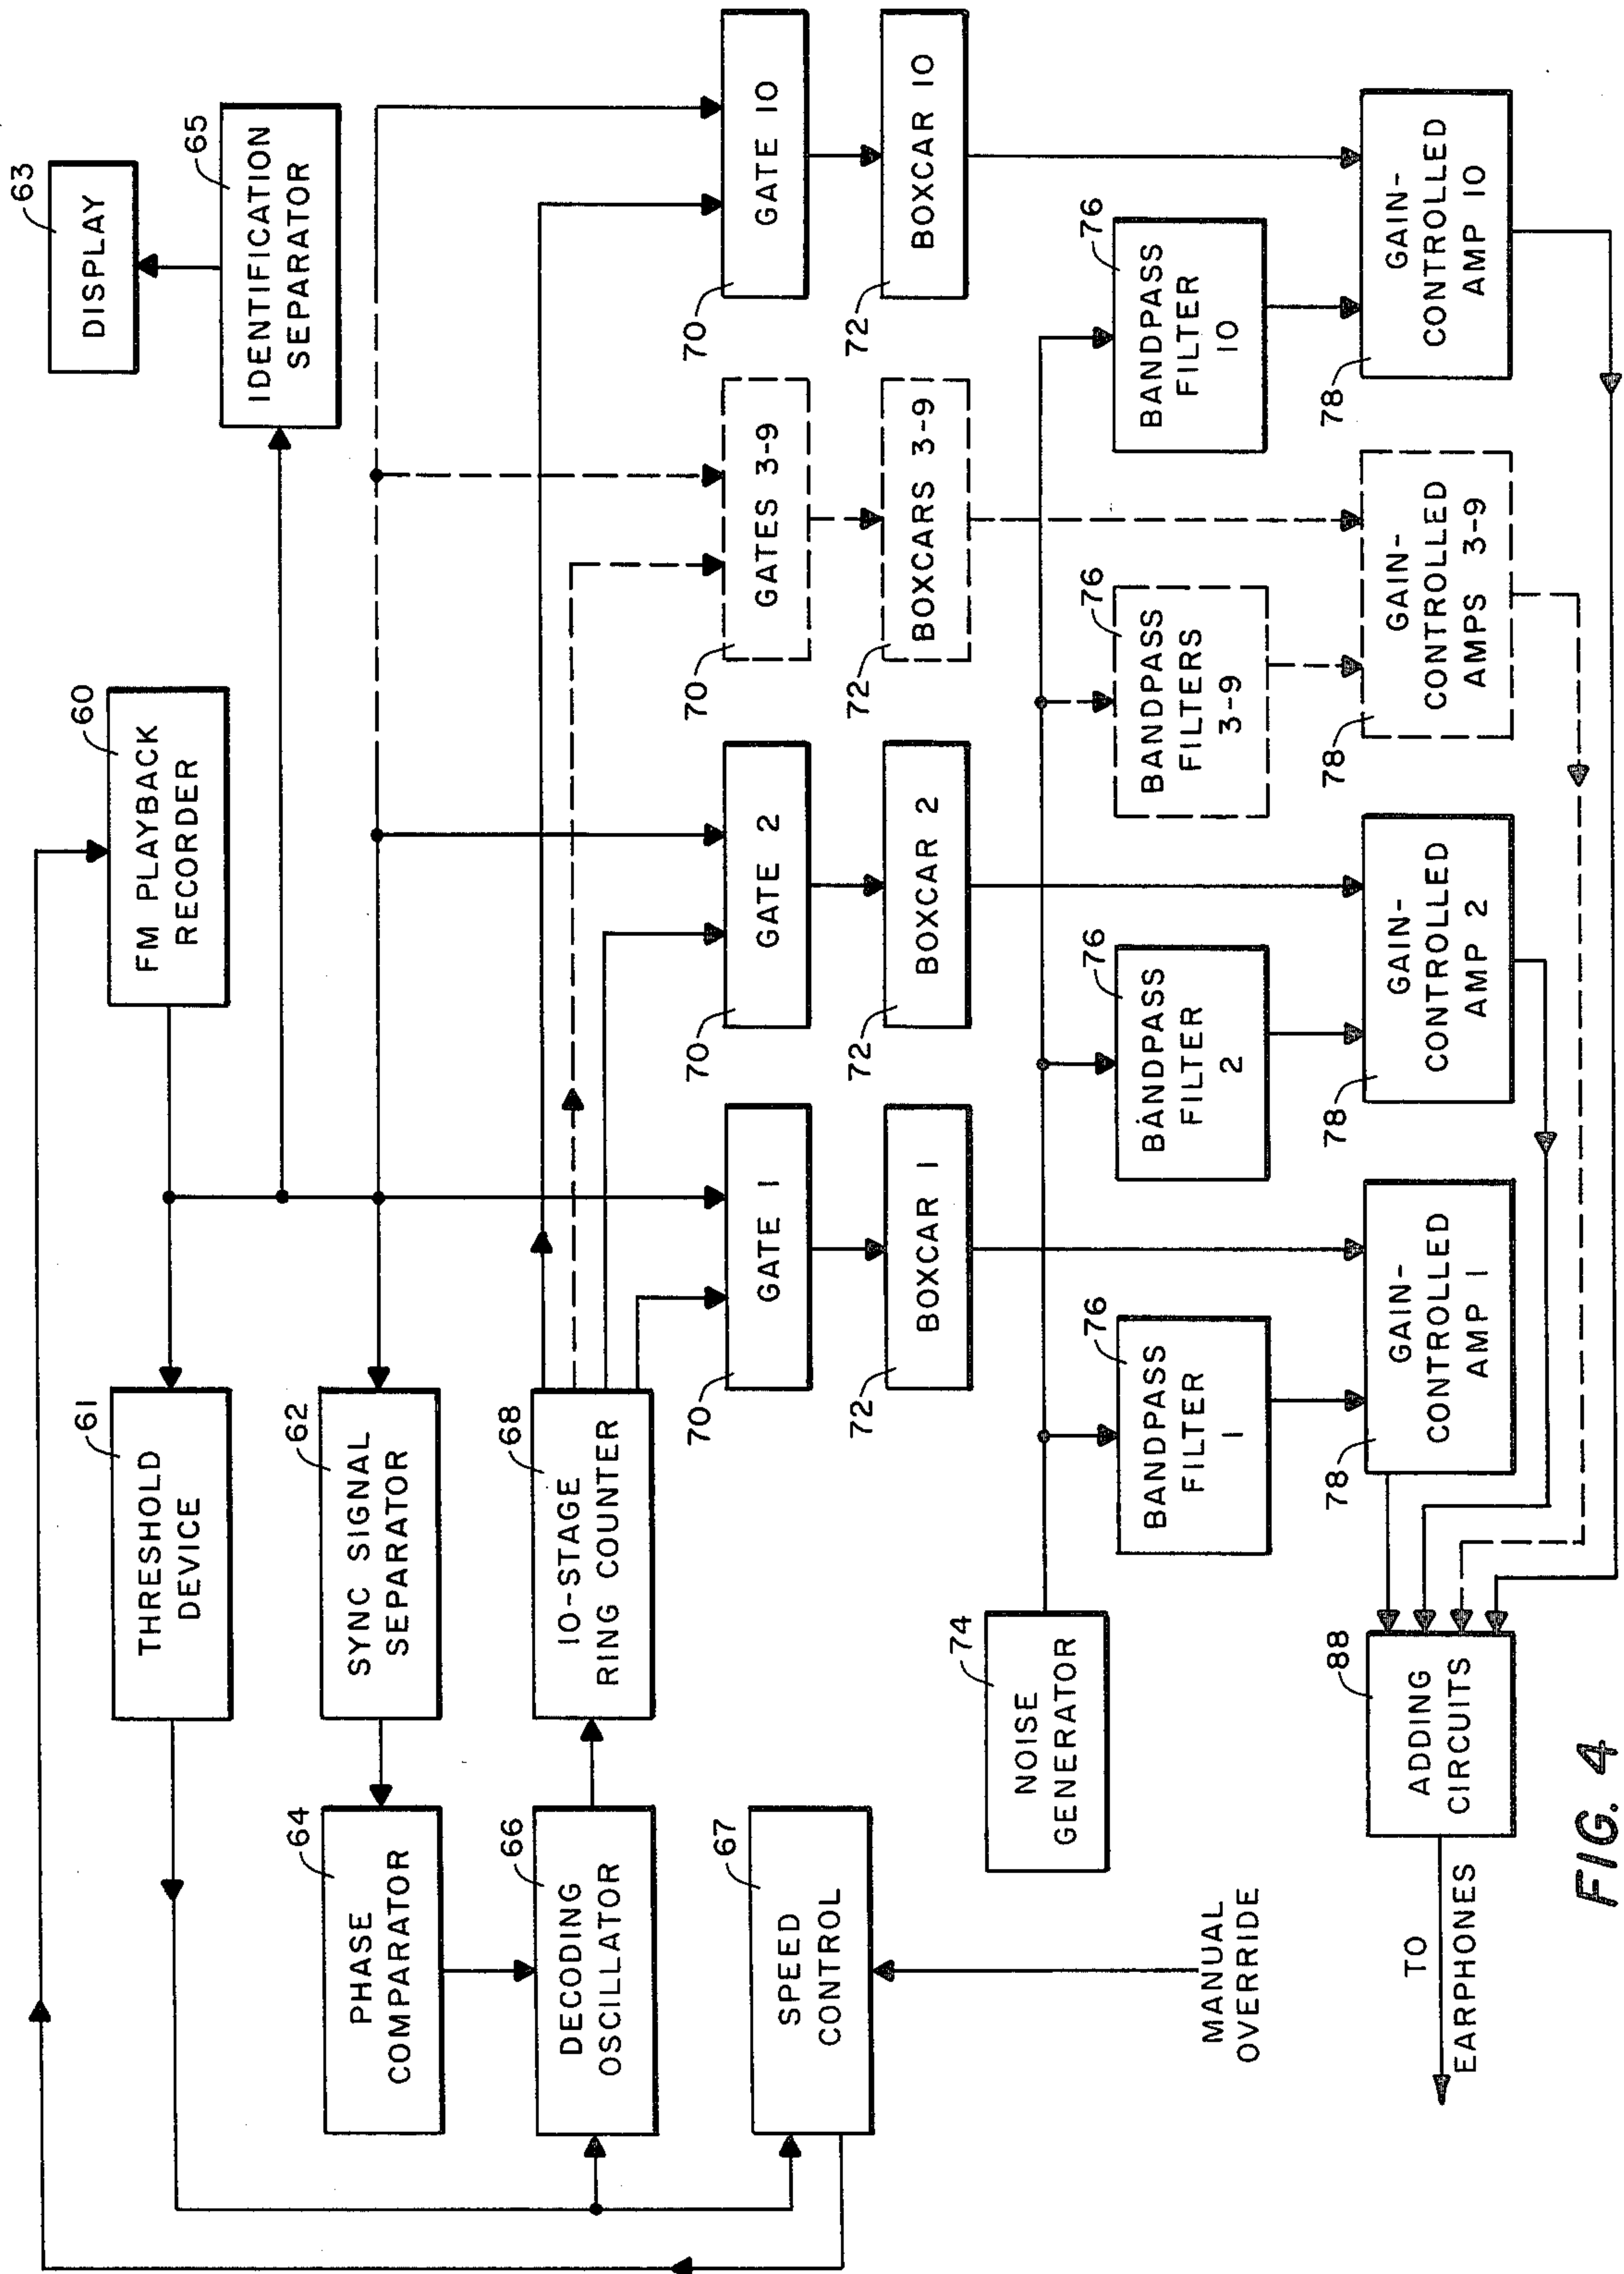 63
DISPLAY
65
IDENTIFICATION
SEPARATOR
60
FM PLAYBACK
RECORDER
61
THRESHOLD
DEVICE
62
SYNC SIGNAL
SEPARATOR
64
PHASE
COMPARATOR
66
DECODING
OSCILLATOR
68
10-STAGE
RING COUNTER
67
SPEED
CONTROL
MANUAL
OVERRIDE
70
GATE 1
70
GATE 2
70
GATES 3-9
70
GATE 10
72
BOXCAR 1
72
BOXCAR 2
72
BOXCARS 3-9
72
BOXCAR 10
74
NOISE
GENERATOR
76
BANDPASS
FILTER
1
76
BANDPASS
FILTER
2
76
BANDPASS
FILTERS
3-9
76
BANDPASS
FILTER
10
78
GAIN-
CONTROLLED
AMP 1
78
GAIN-
CONTROLLED
AMP 2
78
GAIN-
CONTROLLED
AMPS 3-9
78
GAIN-
CONTROLLED
AMP 10
88
ADDING
CIRCUITS
TO
EARPHONES
FIG. 4